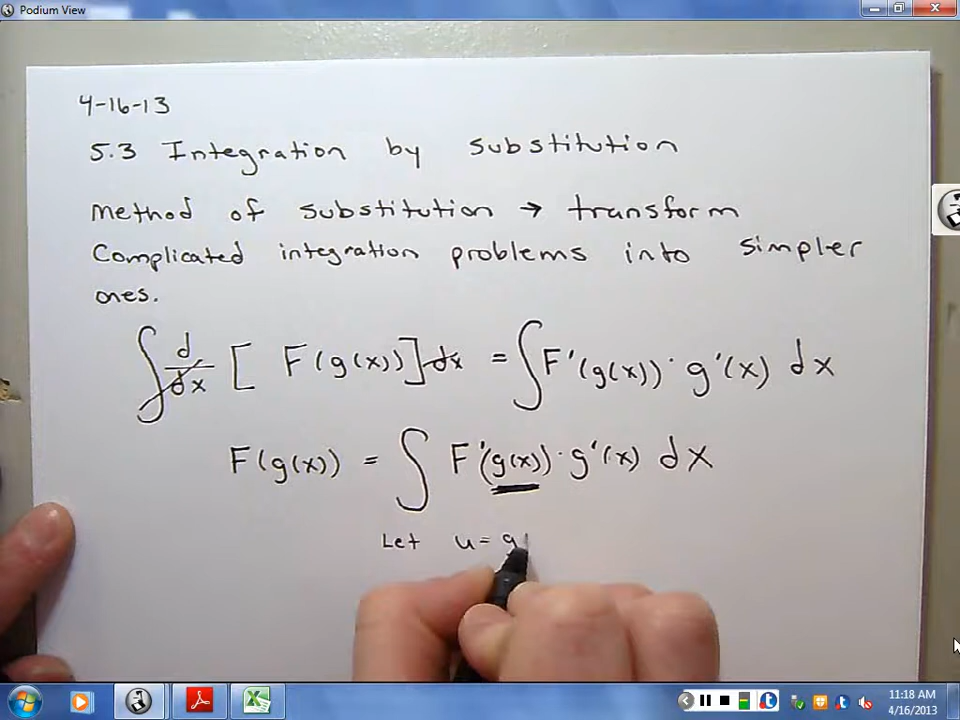 Podium View
4-16-13
5.3 Integration by substitution
method of substitution → transform
Complicated integration problems into simpler
ones.
∫ d/dx [ F(g(x)) ] dx = ∫ F'(g(x)) · g'(x) dx
F(g(x)) = ∫ F'(g(x)) · g'(x) dx
Let u = g
11:18 AM
4/16/2013